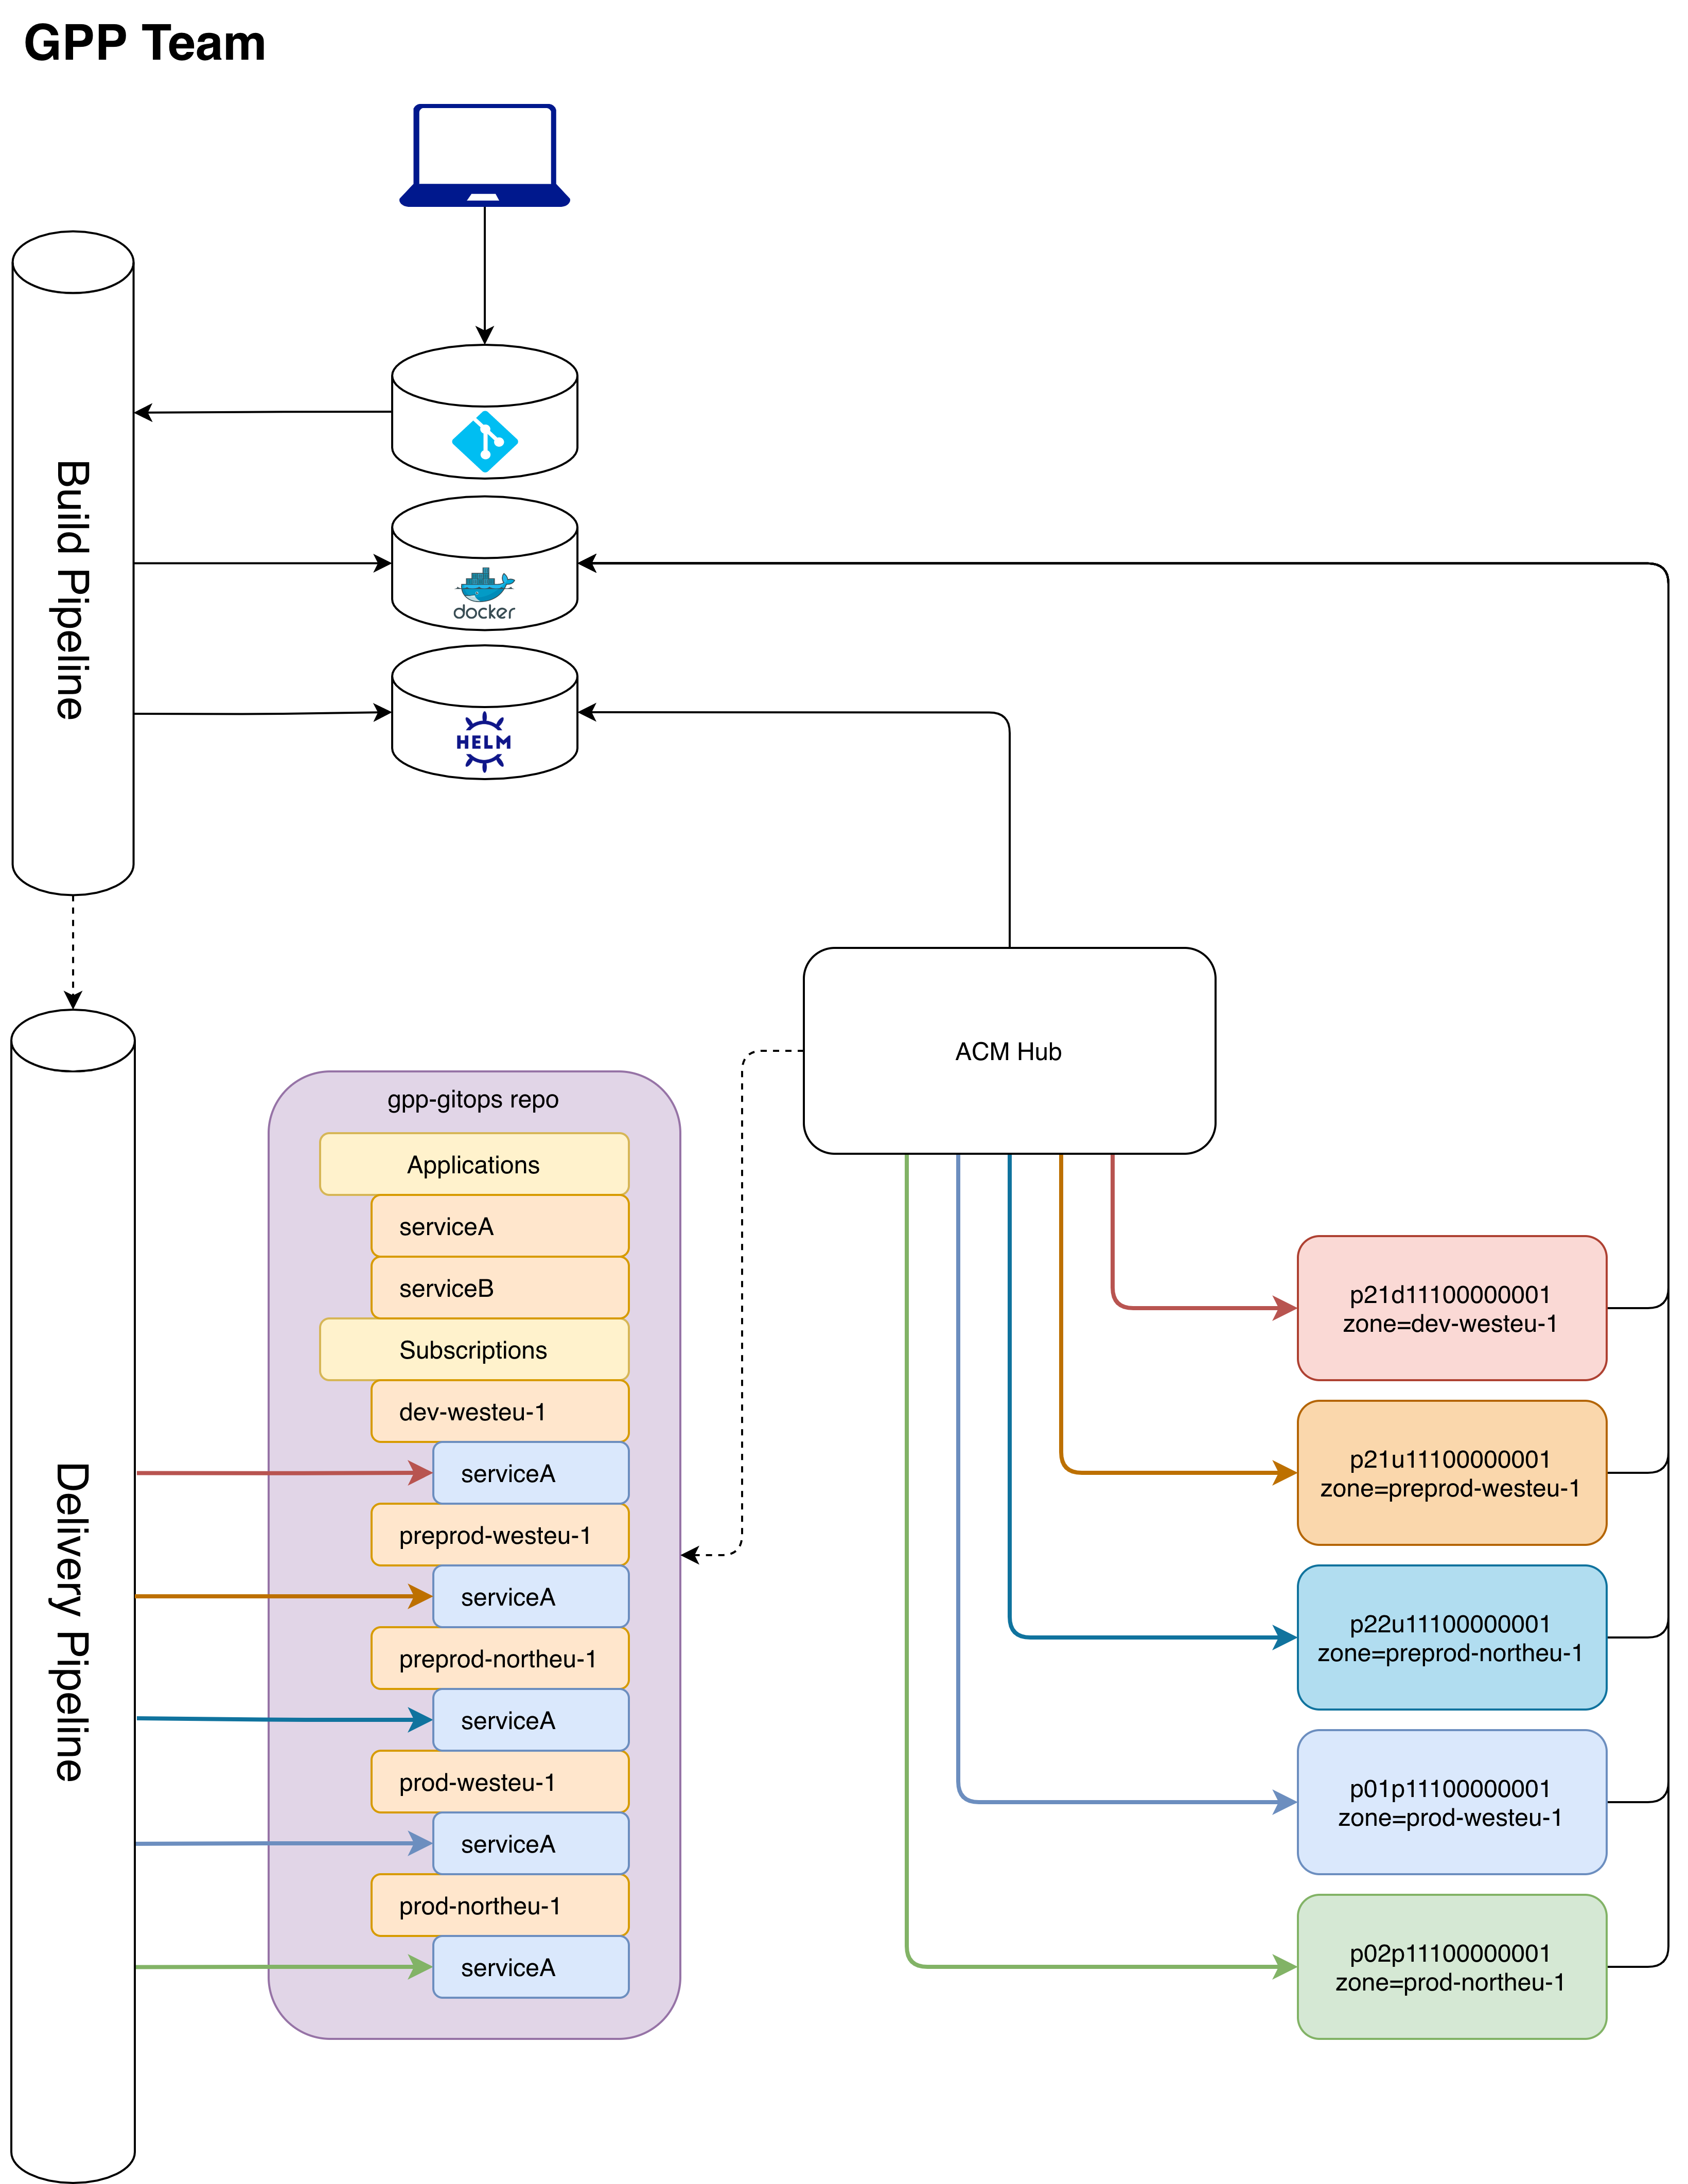 GPP Team
Build Pipeline
docker
HELM
ACM Hub
Delivery Pipeline
gpp-gitops repo
Applications
serviceA
serviceB
Subscriptions
dev-westeu-1
serviceA
preprod-westeu-1
serviceA
preprod-northeu-1
serviceA
prod-westeu-1
serviceA
prod-northeu-1
serviceA
p21d11100000001
zone=dev-westeu-1
p21u11100000001
zone=preprod-westeu-1
p22u11100000001
zone=preprod-northeu-1
p01p11100000001
zone=prod-westeu-1
p02p11100000001
zone=prod-northeu-1